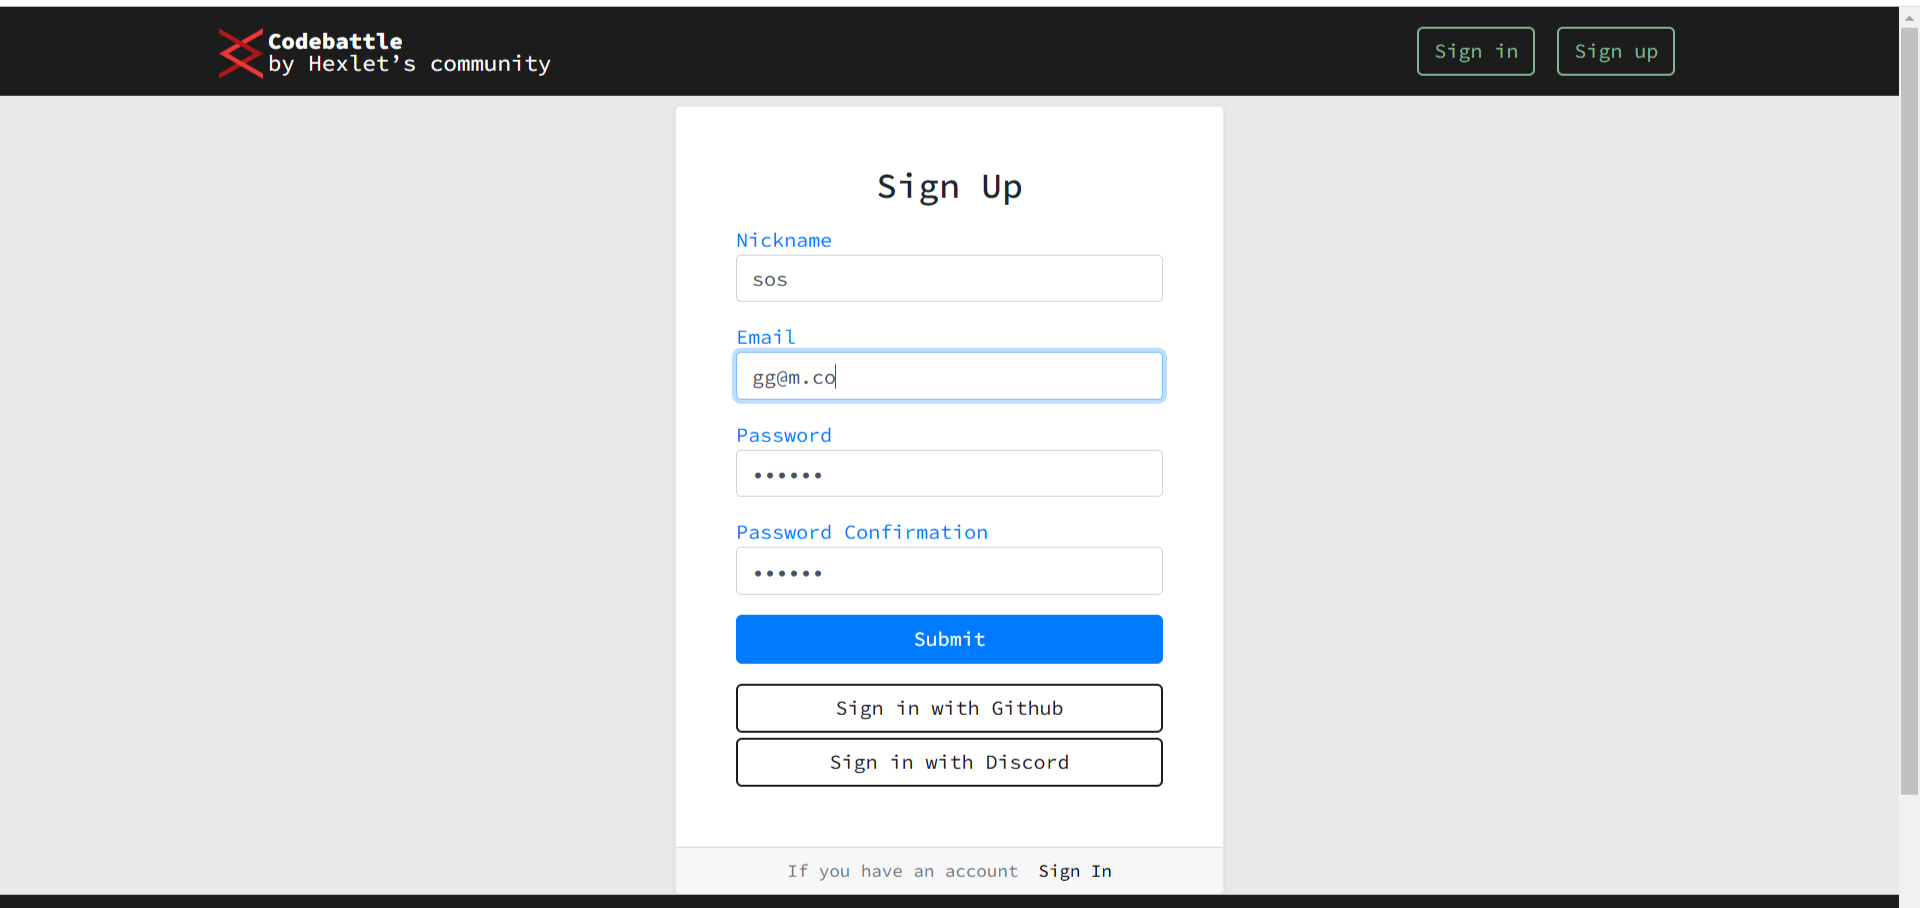 Codebattle
by Hexlet’s community
Sign in
Sign up
Sign Up
Nickname
sos
Email
gg@m.co
Password
••••••
Password Confirmation
••••••
Submit
Sign in with Github
Sign in with Discord
If you have an account Sign In